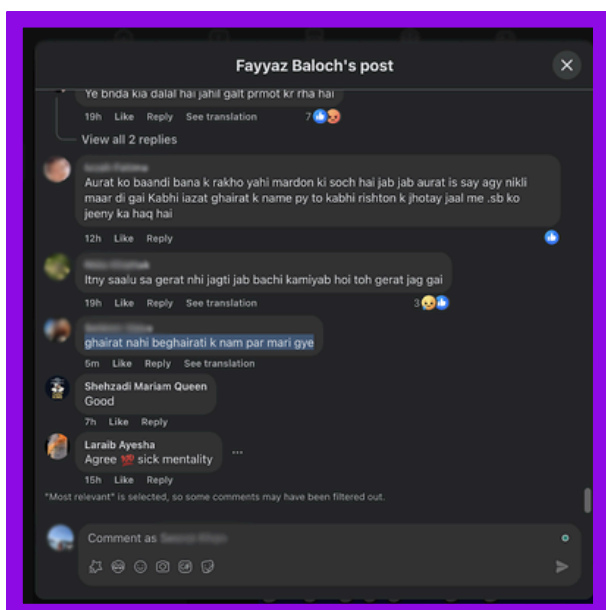 Fayyaz Baloch's post
Ye bnda kia dalal hai jahil galt prmot kr rha hai
19h Like Reply See translation 7
View all 2 replies
Aurat ko baandi bana k rakho yahi mardon ki soch hai jab jab aurat is say agy nikli
maar di gai Kabhi iazat ghairat k name py to kabhi rishton k jhotay jaal me .sb ko
jeeny ka haq hai
12h Like Reply
Itny saalu sa gerat nhi jagti jab bachi kamiyab hoi toh gerat jag gai
19h Like Reply See translation 3
ghairat nahi beghairati k nam par mari gye
5m Like Reply See translation
Shehzadi Mariam Queen
Good
7h Like Reply
Laraib Ayesha
Agree 💯 sick mentality
15h Like Reply
"Most relevant" is selected, so some comments may have been filtered out.
Comment as